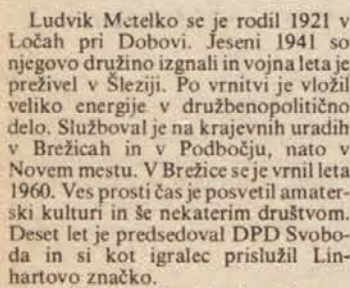 Ludvik Metelko se je rodil 1921 v
Ločah pri Dobovi. Jeseni 1941 so
njegovo družino izgnali in vojna leta je
preživel v Šleziji. Po vrnitvi je vložil
veliko energije v družbenopolitično
delo. Služboval je na krajevnih uradih
v Brežicah in v Podbočju, nato v
Novem mestu. V Brežice se je vrnil leta
1960. Ves prosti čas je posvetil amater-
ski kulturi in še nekaterim društvom.
Deset let je predsedoval DPD Svobo-
da in si kot igralec prislužil Lin-
hartovo značko.